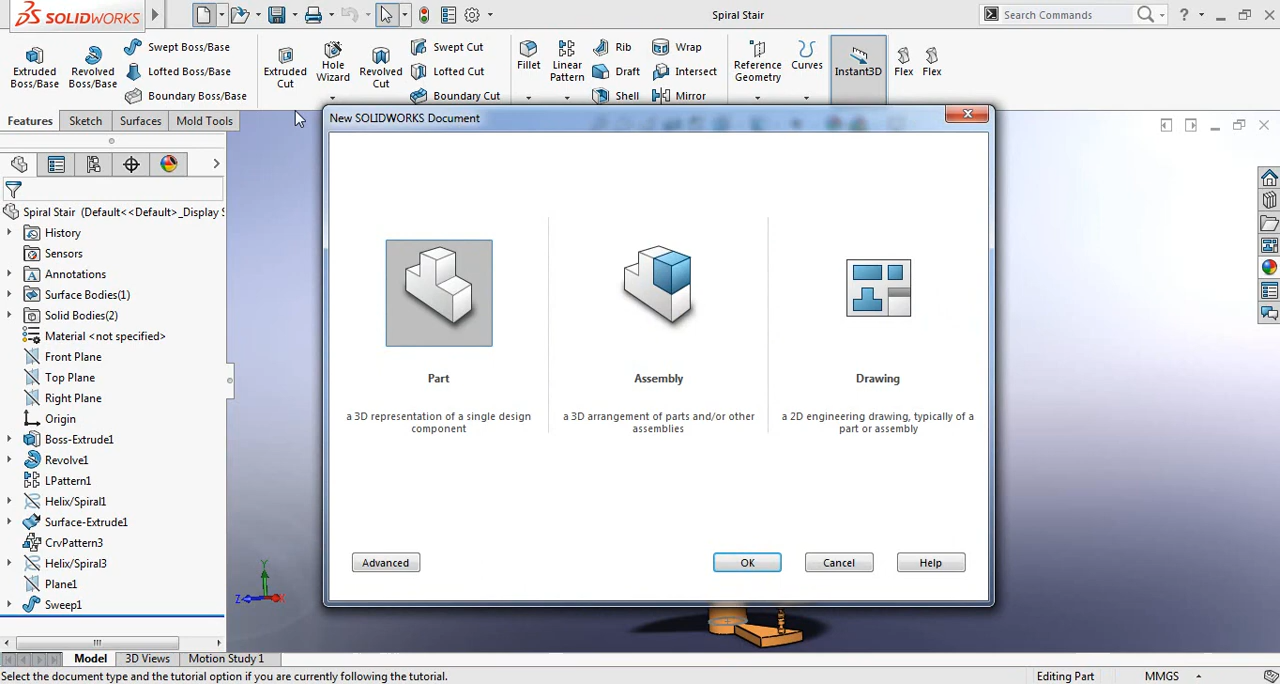 SOLIDWORKS
Spiral Stair
Search Commands
?
Extruded Boss/Base
Revolved Boss/Base
Swept Boss/Base
Lofted Boss/Base
Boundary Boss/Base
Extruded Cut
Hole Wizard
Revolved Cut
Swept Cut
Lofted Cut
Boundary Cut
Fillet
Linear Pattern
Rib
Draft
Shell
Wrap
Intersect
Mirror
Reference Geometry
Curves
Instant3D
Flex
Flex
Features
Sketch
Surfaces
Mold Tools
Spiral Stair (Default<<Default>_Display S
History
Sensors
Annotations
Surface Bodies(1)
Solid Bodies(2)
Material <not specified>
Front Plane
Top Plane
Right Plane
Origin
Boss-Extrude1
Revolve1
LPattern1
Helix/Spiral1
Surface-Extrude1
CrvPattern3
Helix/Spiral3
Plane1
Sweep1
New SOLIDWORKS Document
Part
a 3D representation of a single design
component
Assembly
a 3D arrangement of parts and/or other
assemblies
Drawing
a 2D engineering drawing, typically of a
part or assembly
Advanced
OK
Cancel
Help
Y
Z
X
Model
3D Views
Motion Study 1
Select the document type and the tutorial option if you are currently following the tutorial.
Editing Part
MMGS